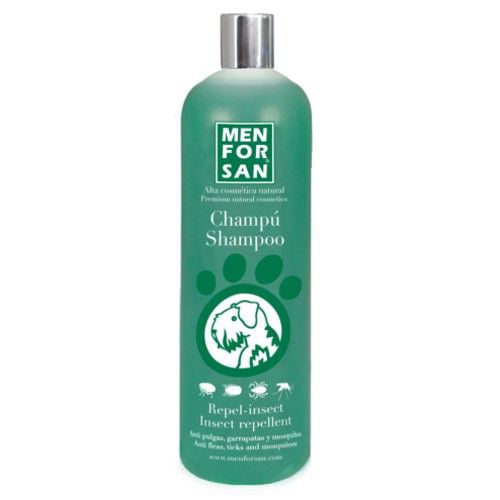 MEN
FOR
SAN®
Alta cosmética natural
Premium natural cosmetics
Champú
Shampoo
Repel-insect
Insect repellent
Anti pulgas, garrapatas y mosquitos
Anti fleas, ticks and mosquitoes
www.menforsan.com